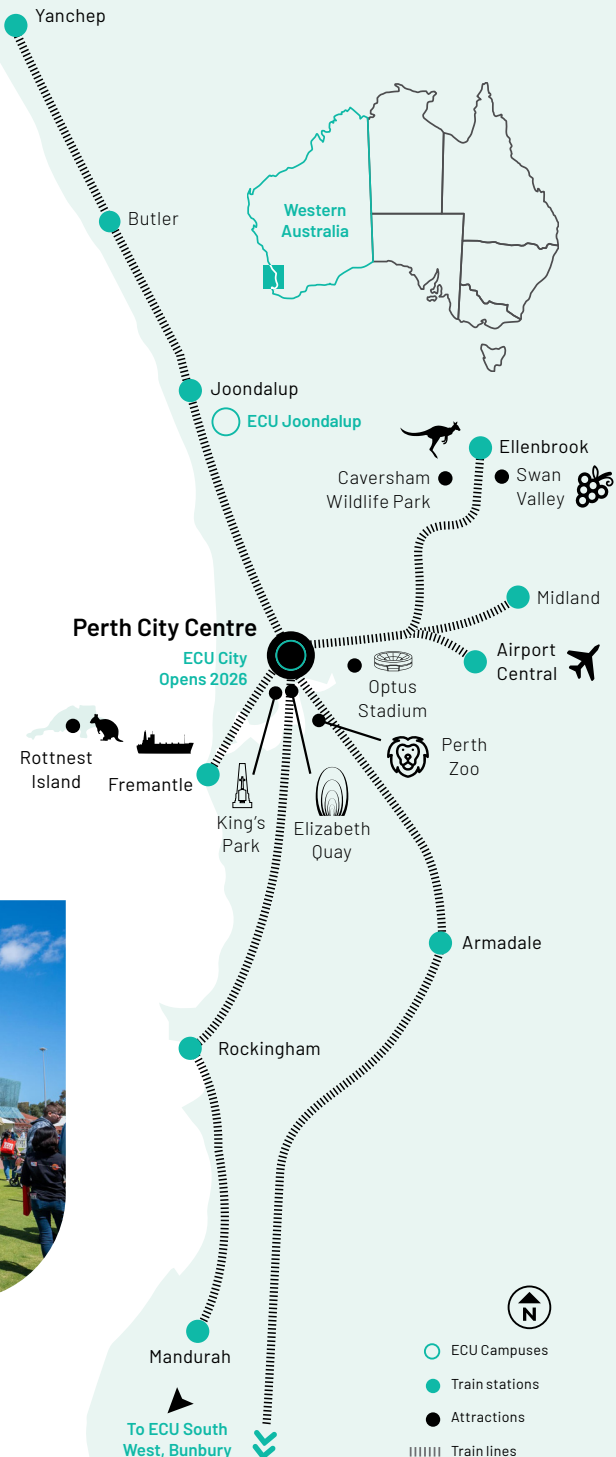 Yanchep
Butler
Western
Australia
Joondalup
ECU Joondalup
Ellenbrook
Caversham
Wildlife Park
Swan
Valley
Midland
Perth City Centre
ECU City
Opens 2026
Airport
Central
Optus
Stadium
Perth
Zoo
Rottnest
Island
Fremantle
King's
Park
Elizabeth
Quay
Armadale
Rockingham
Mandurah
To ECU South
West, Bunbury
N
ECU Campuses
Train stations
Attractions
Train lines